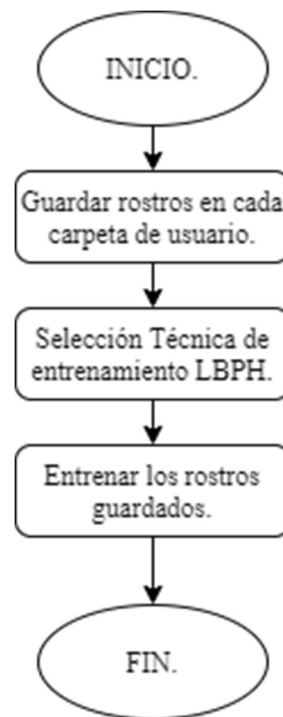 INICIO.
Guardar rostros en cada
carpeta de usuario.
Selección Técnica de
entrenamiento LBPH.
Entrenar los rostros
guardados.
FIN.